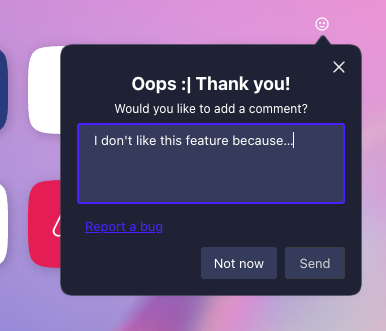 Oops :| Thank you!
Would you like to add a comment?
I don't like this feature because...
Report a bug
Not now
Send